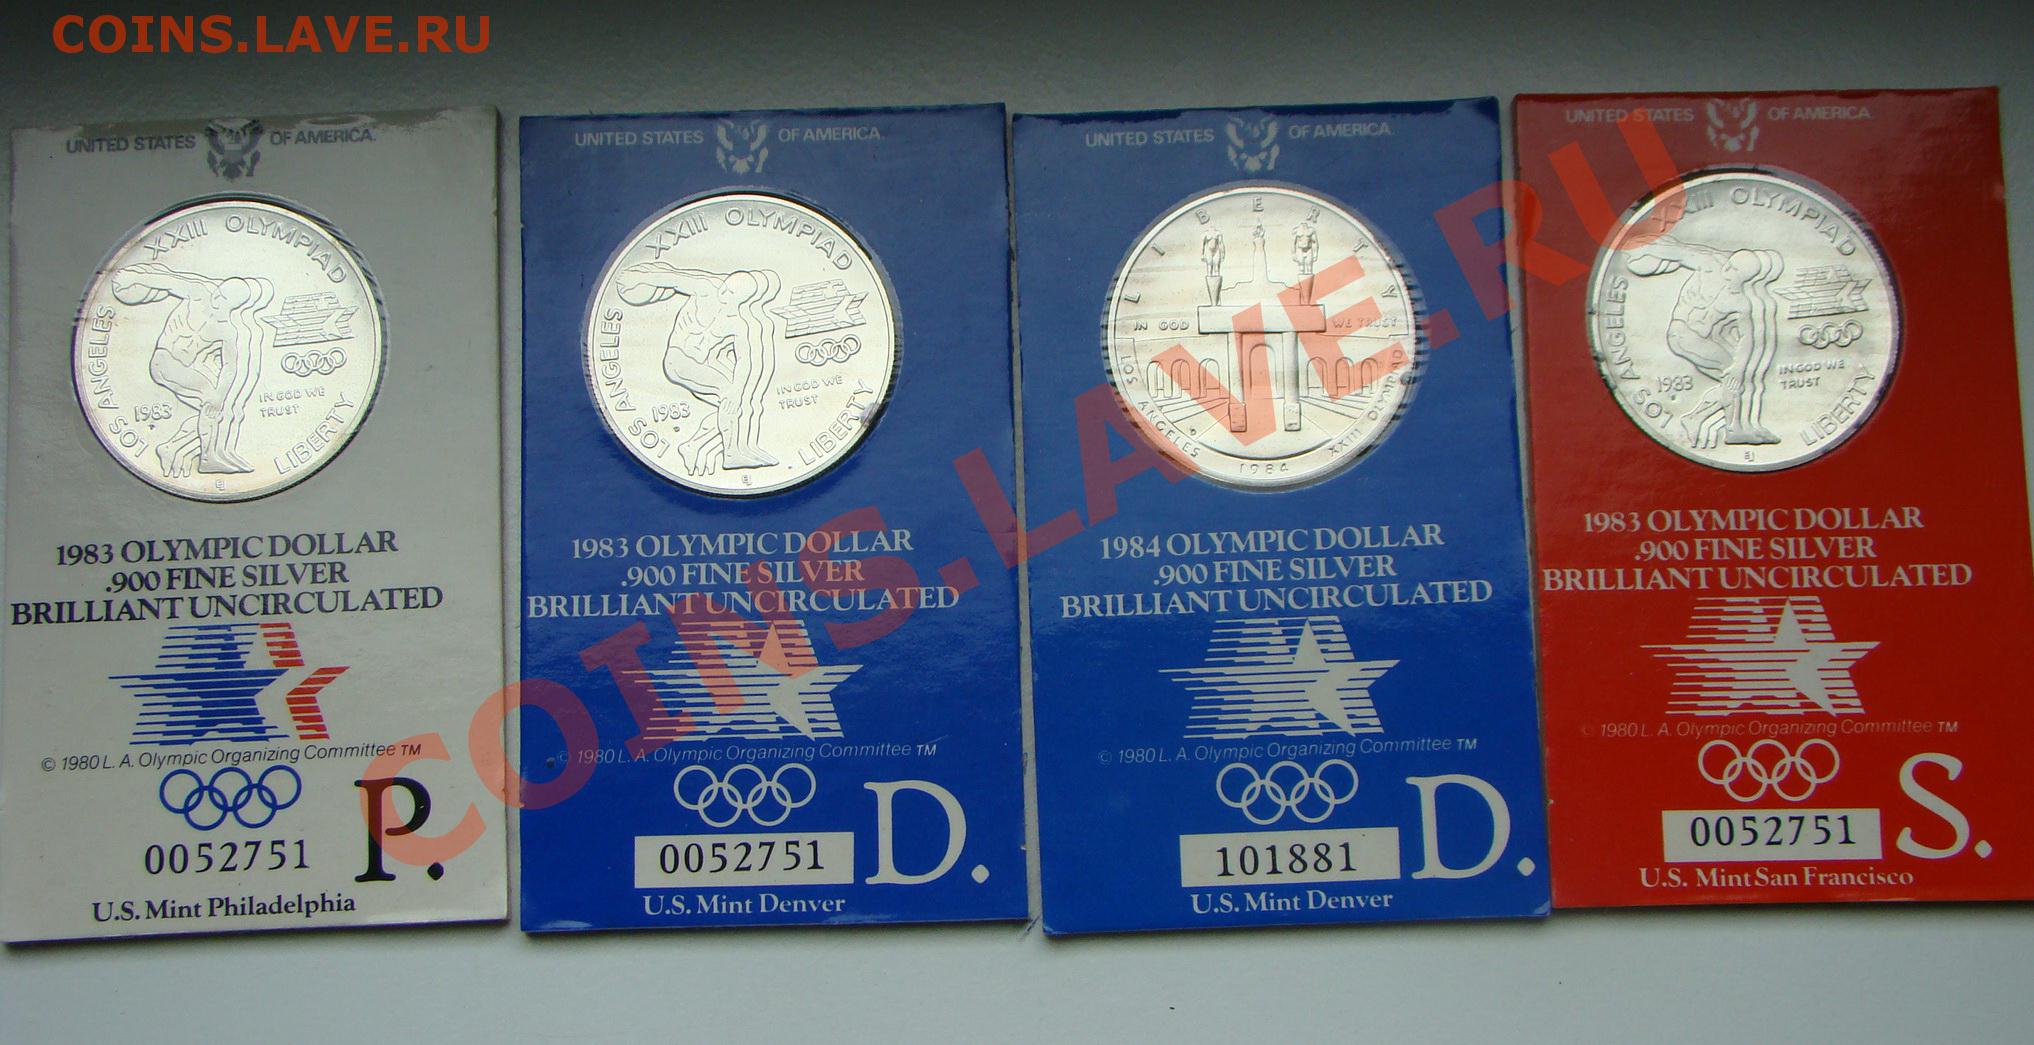 COINS.LAVE.RU
UNITED STATES OF AMERICA.
XXIII OLYMPIAD
LOS ANGELES
1983
P
IN GOD WE
TRUST
LIBERTY
1983 OLYMPIC DOLLAR
.900 FINE SILVER
BRILLIANT UNCIRCULATED
© 1980 L. A. Olympic Organizing Committee TM
0052751
P.
U.S. Mint Philadelphia
UNITED STATES OF AMERICA.
XXIII OLYMPIAD
LOS ANGELES
1983
D
IN GOD WE
TRUST
LIBERTY
1983 OLYMPIC DOLLAR
.900 FINE SILVER
BRILLIANT UNCIRCULATED
© 1980 L. A. Olympic Organizing Committee TM
0052751
D.
U.S. Mint Denver
UNITED STATES OF AMERICA.
LIBERTY
IN GOD WE TRUST
LOS ANGELES
D
1984
XXIII OLYMPIAD
1984 OLYMPIC DOLLAR
.900 FINE SILVER
BRILLIANT UNCIRCULATED
© 1980 L. A. Olympic Organizing Committee TM
101881
D.
U.S. Mint Denver
UNITED STATES OF AMERICA.
XXIII OLYMPIAD
LOS ANGELES
1983
IN GOD WE
TRUST
LIBERTY
1983 OLYMPIC DOLLAR
.900 FINE SILVER
BRILLIANT UNCIRCULATED
© 1980 L. A. Olympic Organizing Committee TM
0052751
S.
U.S. Mint San Francisco
COINS.LAVE.RU